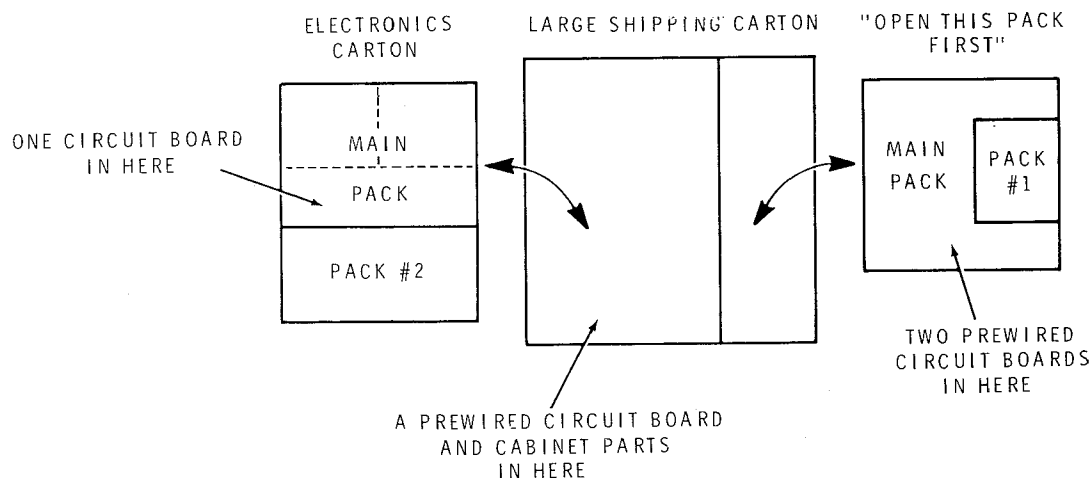 ELECTRONICS
CARTON
LARGE SHIPPING CARTON
"OPEN THIS PACK
FIRST"
ONE CIRCUIT BOARD
IN HERE
MAIN
PACK
PACK #2
MAIN
PACK
PACK
#1
TWO PREWIRED
CIRCUIT BOARDS
IN HERE
A PREWIRED CIRCUIT BOARD
AND CABINET PARTS
IN HERE